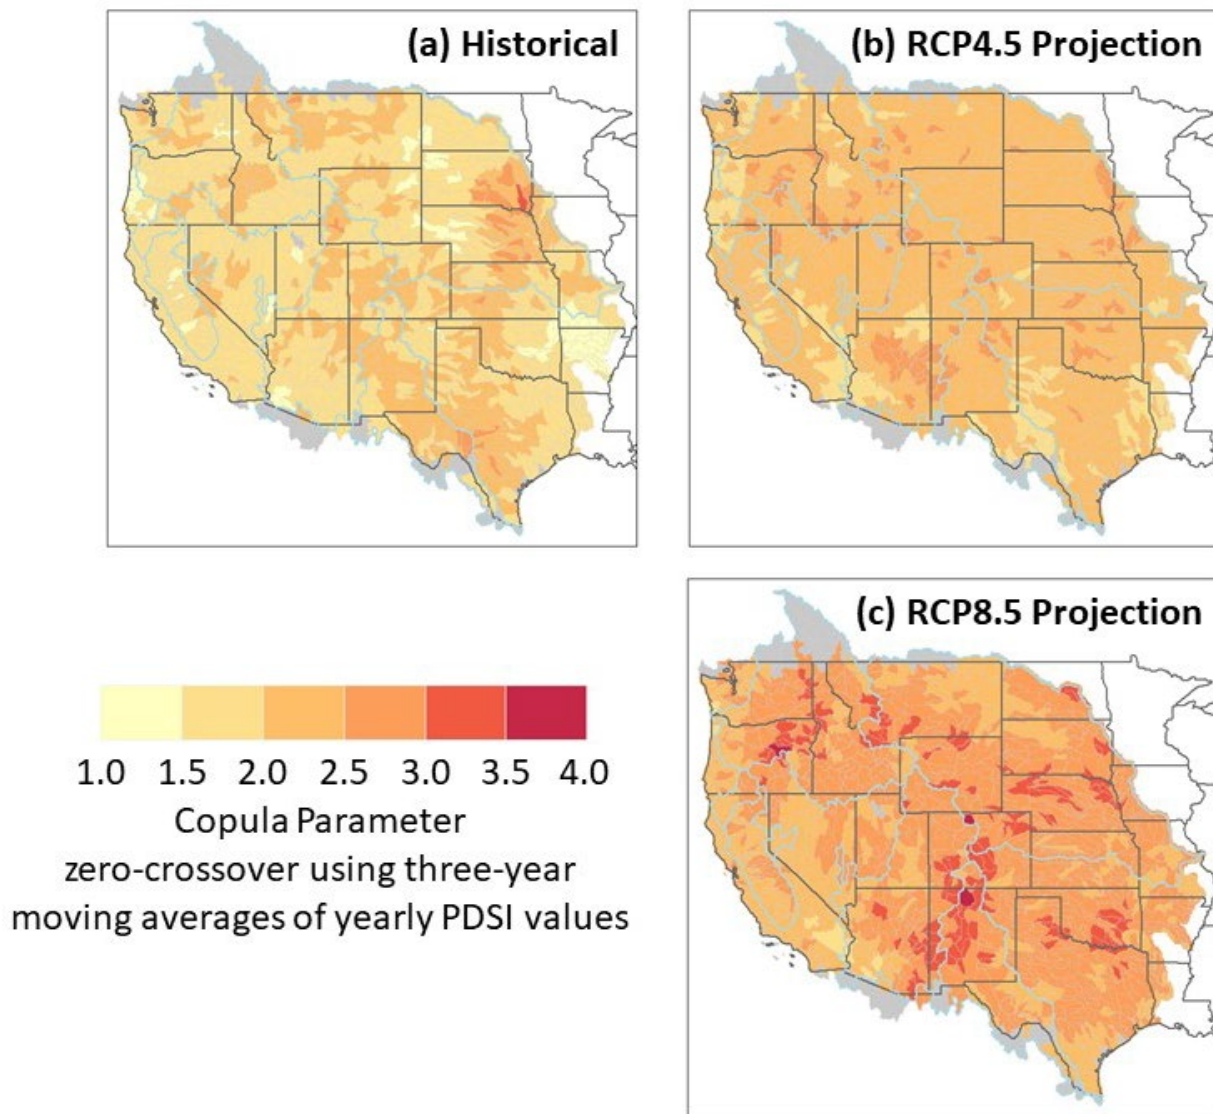 (a) Historical
(b) RCP4.5 Projection
(c) RCP8.5 Projection
1.0 1.5 2.0 2.5 3.0 3.5 4.0
Copula Parameter
zero-crossover using three-year
moving averages of yearly PDSI values